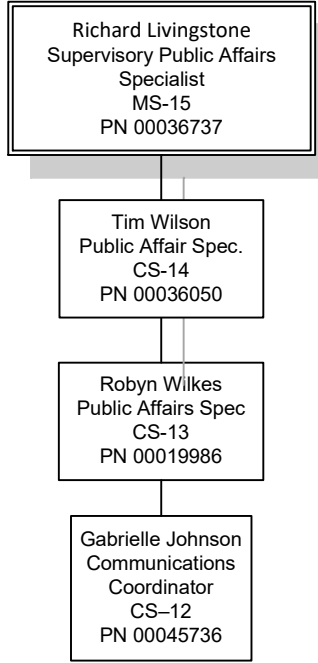 Richard Livingstone
Supervisory Public Affairs
Specialist
MS-15
PN 00036737
Tim Wilson
Public Affair Spec.
CS-14
PN 00036050
Robyn Wilkes
Public Affairs Spec
CS-13
PN 00019986
Gabrielle Johnson
Communications
Coordinator
CS–12
PN 00045736